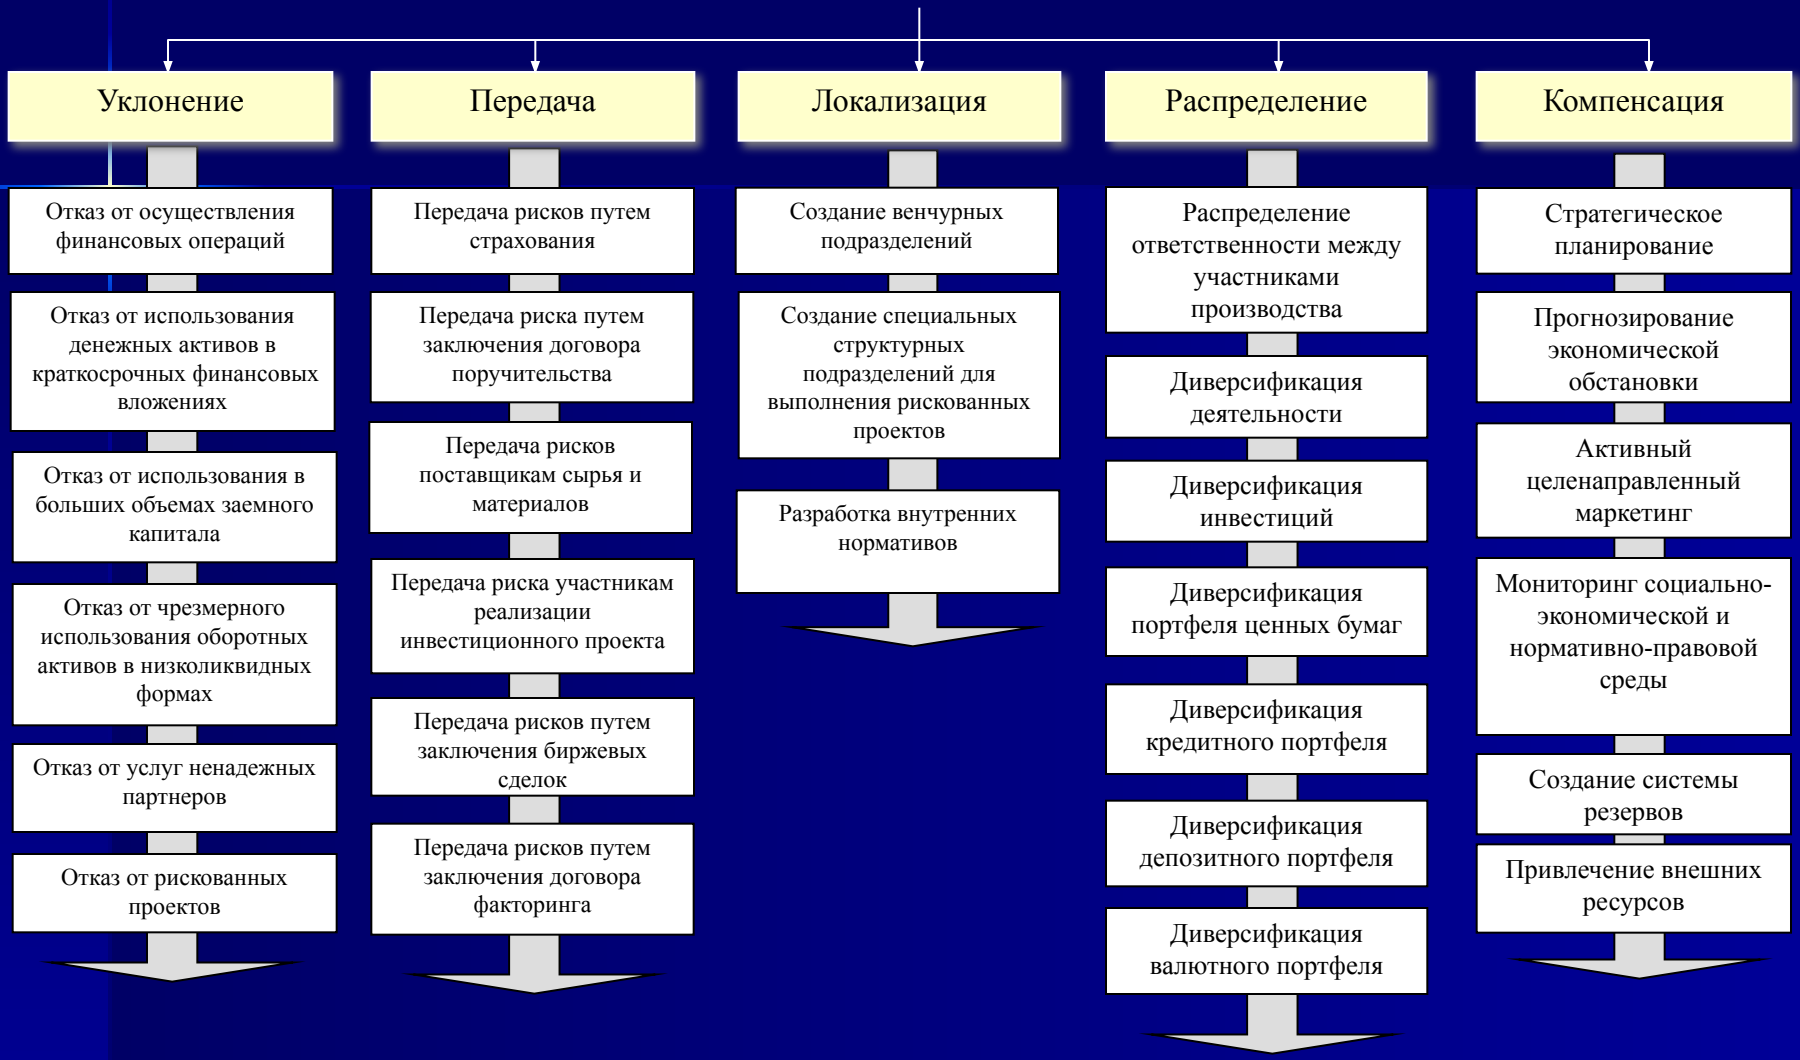 Уклонение
Отказ от осуществления
финансовых операций
Отказ от использования
денежных активов в
краткосрочных финансовых
вложениях
Отказ от использования в
больших объемах заемного
капитала
Отказ от чрезмерного
использования оборотных
активов в низколиквидных
формах
Отказ от услуг ненадежных
партнеров
Отказ от рискованных
проектов
Передача
Передача рисков путем
страхования
Передача риска путем
заключения договора
поручительства
Передача рисков
поставщикам сырья и
материалов
Передача риска участникам
реализации
инвестиционного проекта
Передача рисков путем
заключения биржевых
сделок
Передача рисков путем
заключения договора
факторинга
Локализация
Создание венчурных
подразделений
Создание специальных
структурных
подразделений для
выполнения рискованных
проектов
Разработка внутренних
нормативов
Распределение
Распределение
ответственности между
участниками
производства
Диверсификация
деятельности
Диверсификация
инвестиций
Диверсификация
портфеля ценных бумаг
Диверсификация
кредитного портфеля
Диверсификация
депозитного портфеля
Диверсификация
валютного портфеля
Компенсация
Стратегическое
планирование
Прогнозирование
экономической
обстановки
Активный
целенаправленный
маркетинг
Мониторинг социально-
экономической и
нормативно-правовой
среды
Создание системы
резервов
Привлечение внешних
ресурсов